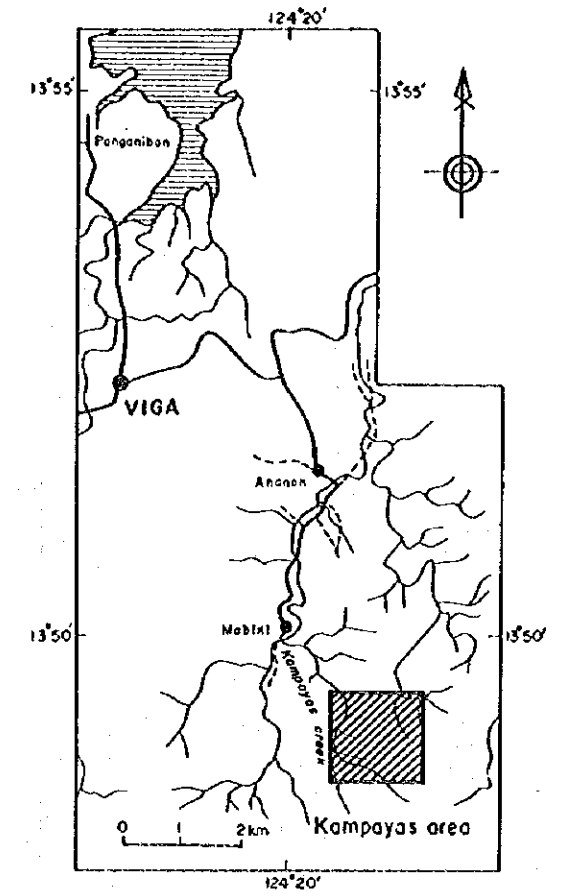 124°20'
13°55'
13°55'
Panganiban
VIGA
Ananon
Mabixi
13°50'
13°50'
Kampayas creek
0 1 2km
Kampayas area
124°20'